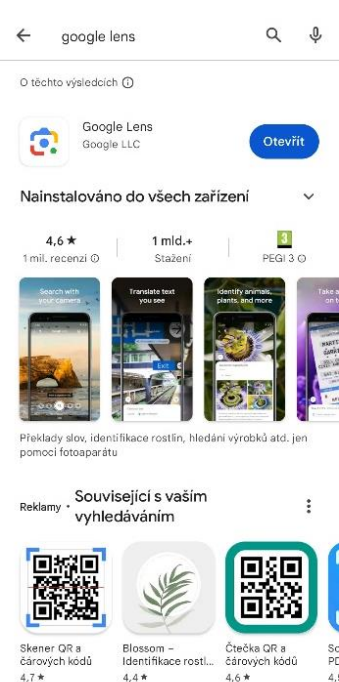 google lens
O těchto výsledcích
Google Lens
Google LLC
Otevřít
Nainstalováno do všech zařízení
4,6 ★
1 mil. recenzí
1 mld.+
Stažení
3
PEGI 3
Search with
your camera
Translate text
you see
Exit
Identify animals,
plants, and more
Překlady slov, identifikace rostlin, hledání výrobků atd. jen
pomocí fotoaparátu
Reklamy · Související s vaším
vyhledáváním
Skener QR a
čárových kódů
4,7 ★
Blossom –
Identifikace rostl...
4,4 ★
Čtečka QR a
čárových kódů
4,6 ★